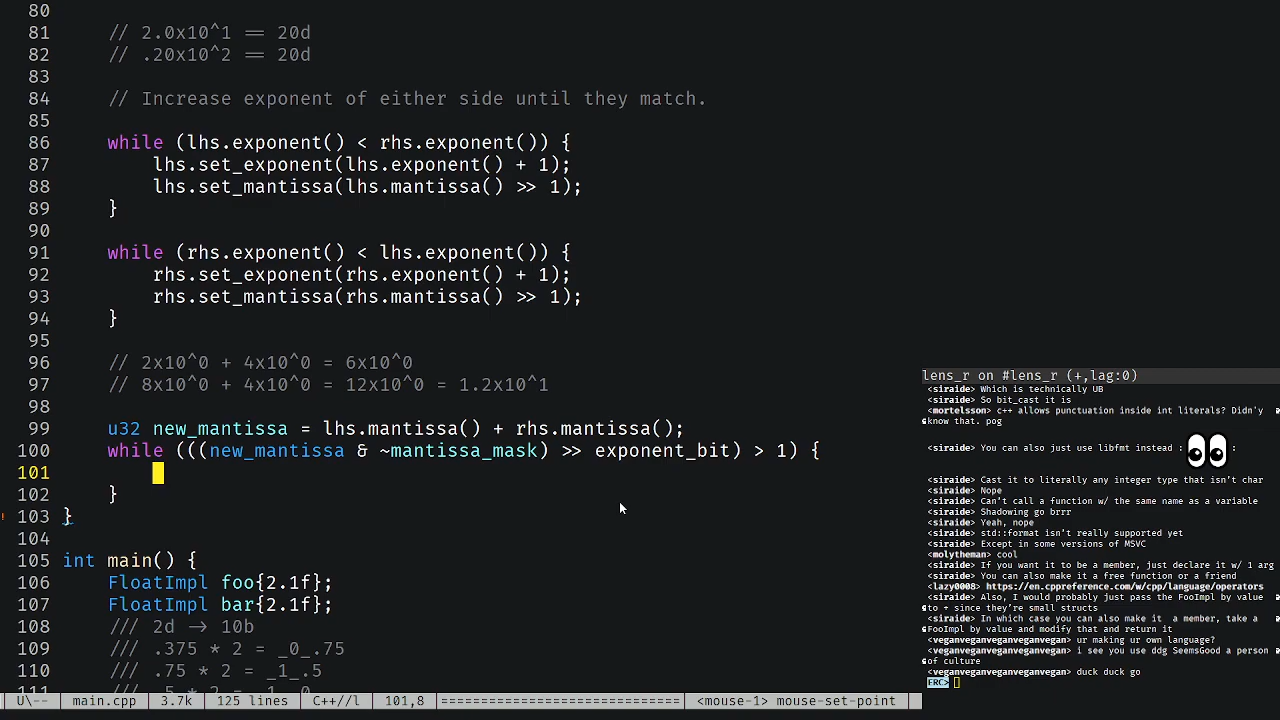 80
81 // 2.0x10^1 == 20d
82 // .20x10^2 == 20d
83
84 // Increase exponent of either side until they match.
85
86 while (lhs.exponent() < rhs.exponent()) {
87 lhs.set_exponent(lhs.exponent() + 1);
88 lhs.set_mantissa(lhs.mantissa() >> 1);
89 }
90
91 while (rhs.exponent() < lhs.exponent()) {
92 rhs.set_exponent(rhs.exponent() + 1);
93 rhs.set_mantissa(rhs.mantissa() >> 1);
94 }
95
96 // 2x10^0 + 4x10^0 = 6x10^0
97 // 8x10^0 + 4x10^0 = 12x10^0 = 1.2x10^1
98
99 u32 new_mantissa = lhs.mantissa() + rhs.mantissa();
100 while (((new_mantissa & ~mantissa_mask) >> exponent_bit) > 1) {
101
102 }
! 103 }
104
105 int main() {
106 FloatImpl foo{2.1f};
107 FloatImpl bar{2.1f};
108 /// 2d -> 10b
109 /// .375 * 2 = _0_.75
110 /// .75 * 2 = _1_.5
111 /// .5 * 2 = _1_.0
U\-- main.cpp 3.7k 125 lines C++//l 101,8 ============================ <mouse-1> mouse-set-point
lens_r on #lens_r (+,lag:0)
<siraide> Which is technically UB
<siraide> So bit_cast it is
<mortelsson> c++ allows punctuation inside int literals? Didn'y
know that. pog
<siraide> You can also just use libfmt instead : :
<siraide> Cast it to literally any integer type that isn't char
<siraide> Nope
<siraide> Can't call a function w/ the same name as a variable
<siraide> Shadowing go brrr
<siraide> Yeah, nope
<siraide> std::format isn't really supported yet
<siraide> Except in some versions of MSVC
<molytheman> cool
<siraide> If you want it to be a member, just declare it w/ 1 arg
<siraide> You can also make it a free function or a friend
<lazy0008> https://en.cppreference.com/w/cpp/language/operators
<siraide> Also, I would probably just pass the FooImpl by value
to + since they're small structs
<siraide> In which case you can also make it a member, take a
FooImpl by value and modify that and return it
<veganveganveganveganvegan> ur making ur own language?
<veganveganveganveganvegan> i see you use ddg SeemsGood a person
of culture
<veganveganveganveganvegan> duck duck go
ERC>